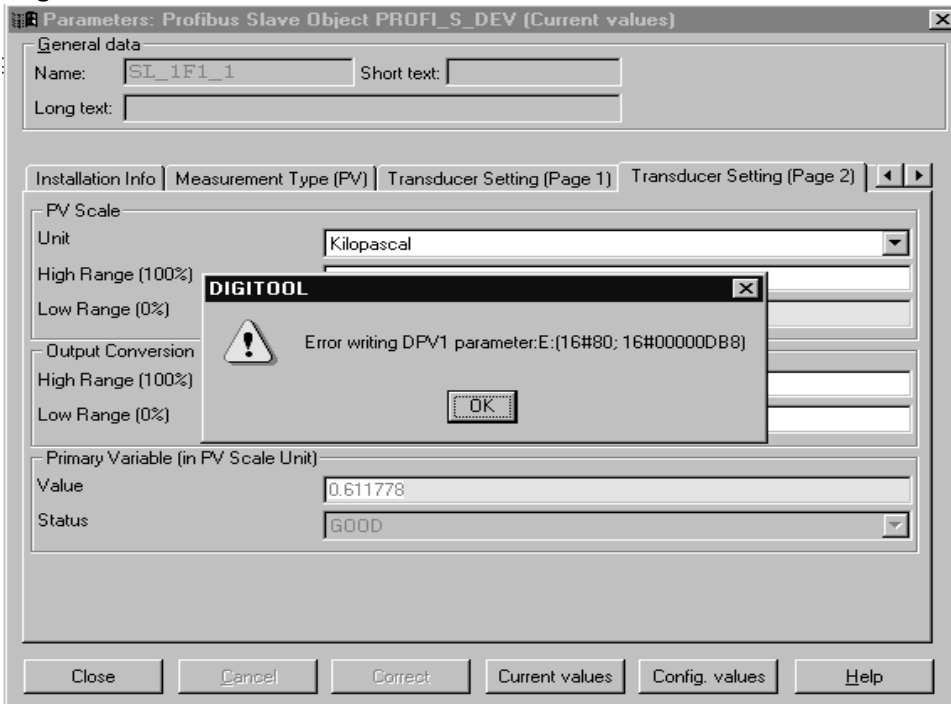 Parameters: Profibus Slave Object PROFI_S_DEV (Current values)
General data
Name: SL_1F1_1 Short text:
Long text:
Installation Info Measurement Type (PV) Transducer Setting (Page 1) Transducer Setting (Page 2)
PV Scale
Unit Kilopascal
High Range (100%)
DIGITOOL
Low Range (0%)
Error writing DPV1 parameter:E:(16#80; 16#00000DB8)
Output Conversion
High Range (100%)
OK
Low Range (0%)
Primary Variable (in PV Scale Unit)
Value 0.611778
Status GOOD
Close Cancel Correct Current values Config. values Help